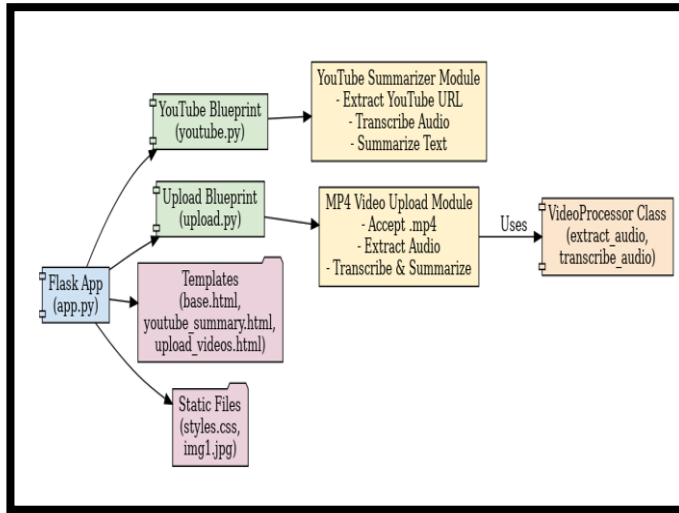 YouTube Summarizer Module
- Extract YouTube URL
- Transcribe Audio
- Summarize Text
YouTube Blueprint
(youtube.py)
Upload Blueprint
(upload.py)
MP4 Video Upload Module
- Accept .mp4
- Extract Audio
- Transcribe & Summarize
Uses
VideoProcessor Class
(extract_audio,
transcribe_audio)
Flask App
(app.py)
Templates
(base.html,
youtube_summary.html,
upload_videos.html)
Static Files
(styles.css,
img1.jpg)